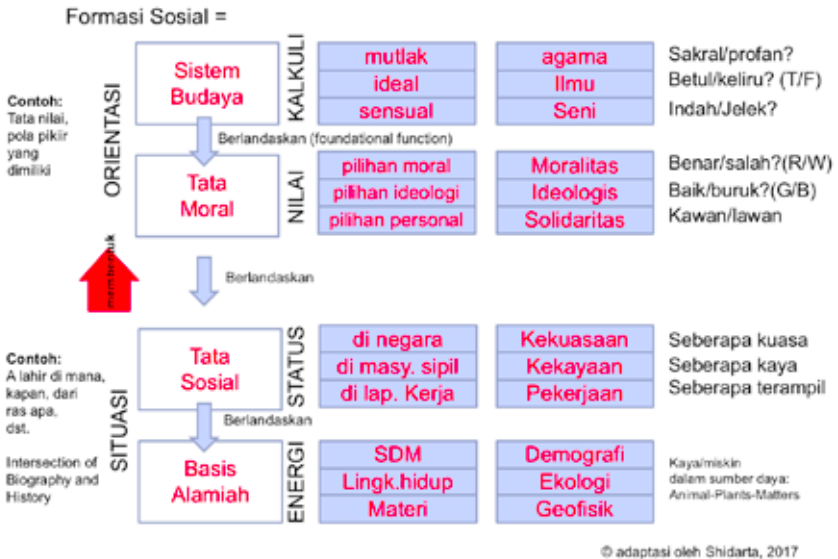 Formasi Sosial =
Contoh:
Tata nilai,
pola pikiir
yang
dimiliki
ORIENTASI
Sistem
Budaya
KALKULI
mutlak
agama
Sakral/profan?
ideal
Ilmu
Betul/keliru? (T/F)
sensual
Seni
Indah/Jelek?
Berlandaskan (foundational function)
Tata
Moral
NILAI
pilihan moral
Moralitas
Benar/salah?(R/W)
pilihan ideologi
Ideologis
Baik/buruk?(G/B)
pilihan personal
Solidaritas
Kawan/lawan
membentuk
Berlandaskan
Contoh:
A lahir di mana,
kapan, dari
ras apa,
dst.
Intersection of
Biography and
History
SITUASI
Tata
Sosial
STATUS
di negara
Kekuasaan
Seberapa kuasa
di masy. sipil
Kekayaan
Seberapa kaya
di lap. Kerja
Pekerjaan
Seberapa terampil
Berlandaskan
Basis
Alamiah
ENERGI
SDM
Demografi
Lingk.hidup
Ekologi
Materi
Geofisik
Kaya/miskin
dalam sumber daya:
Animal-Plants-Matters
© adaptasi oleh Shidarta, 2017